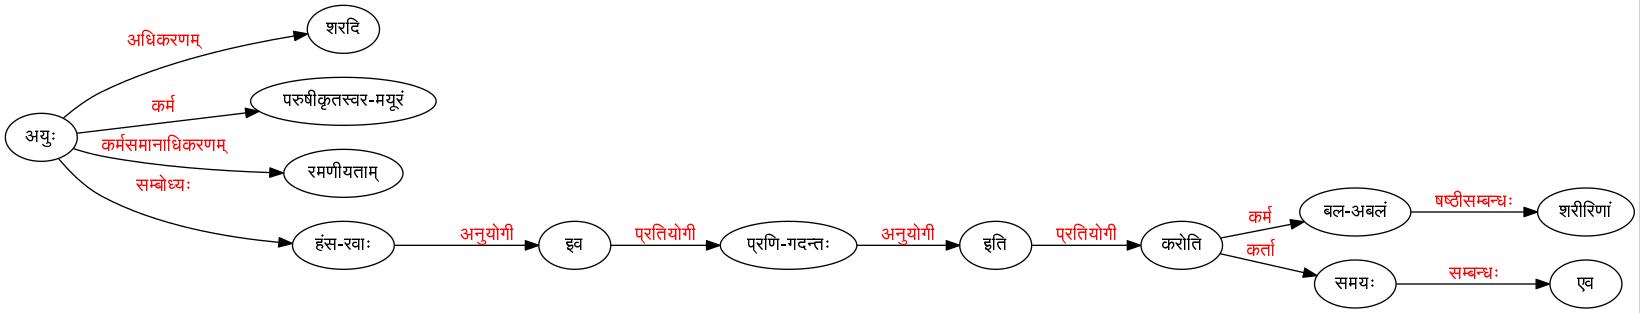 शरदि
अधिकरणम्
कर्म
परुषीकृतस्वर-मयूरं
अयुः
कर्मसमानाधिकरणम्
रमणीयताम्
सम्बोध्यः
हंस-रवाः
अनुयोगी
इव
प्रतियोगी
प्रणि-गदन्तः
अनुयोगी
इति
प्रतियोगी
करोति
कर्म
बल-अबलं
षष्ठीसम्बन्धः
शरीरिणां
कर्ता
समयः
सम्बन्धः
एव